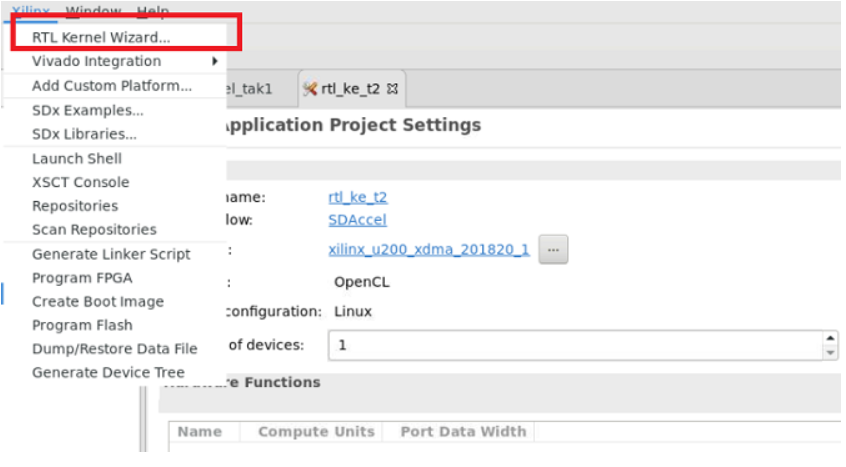 Xilinx Window Help
RTL Kernel Wizard...
Vivado Integration
Add Custom Platform...
SDx Examples...
SDx Libraries...
Launch Shell
XSCT Console
Repositories
Scan Repositories
Generate Linker Script
Program FPGA
Create Boot Image
Program Flash
Dump/Restore Data File
Generate Device Tree
el_tak1
rtl_ke_t2
Application Project Settings
name: rtl_ke_t2
low: SDAccel
: xilinx_u200_xdma_201820_1 ...
: OpenCL
configuration: Linux
of devices: 1
Hardware Functions
Name Compute Units Port Data Width